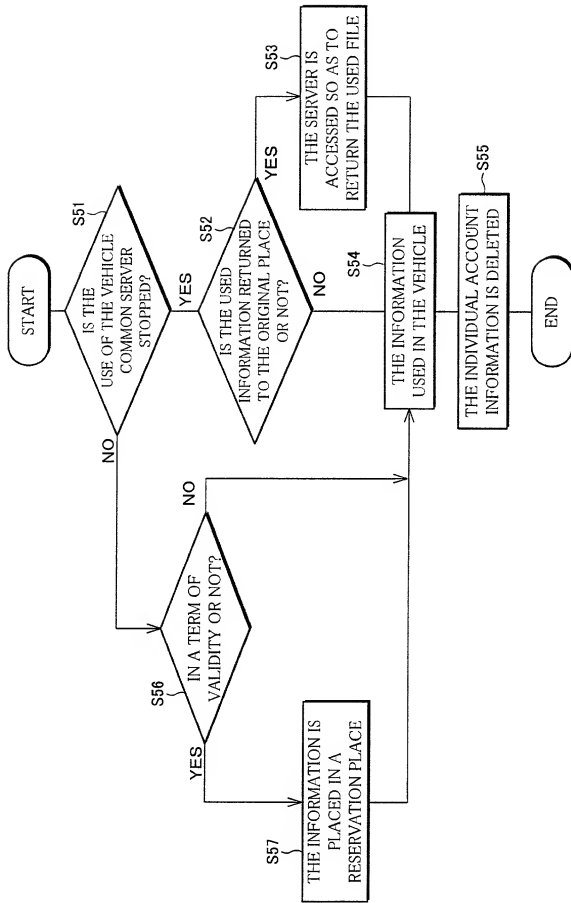 START
S51
IS THE
USE OF THE VEHICLE
COMMON SERVER
STOPPED?
NO
YES
S52
IS THE USED
INFORMATION RETURNED
TO THE ORIGINAL PLACE
OR NOT?
YES
NO
S53
THE SERVER IS
ACCESSED SO AS TO
RETURN THE USED FILE
S56
IN A TERM OF
VALIDITY OR NOT?
NO
YES
S57
THE INFORMATION IS
PLACED IN A
RESERVATION PLACE
S54
THE INFORMATION
USED IN THE VEHICLE
S55
THE INDIVIDUAL ACCOUNT
INFORMATION IS DELETED
END